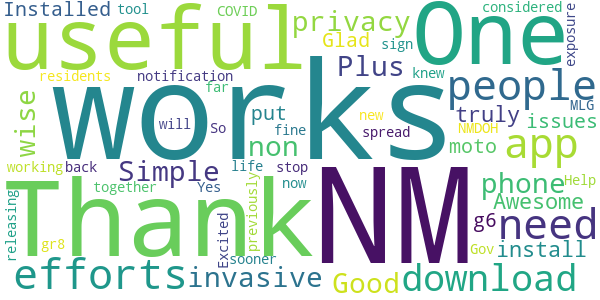 Installed tool COVID useful One considered
privacy Glad sign knew exposure
residents notification Plus people MLG
wise works far put truly issues
will So fine spread new NMDOH
non moto app
working back Simple life stop
Thank together Yes now NM phone Help
releasing gr8 Excited previously g6 Awesome need
efforts invasive sooner Gov install
Good download